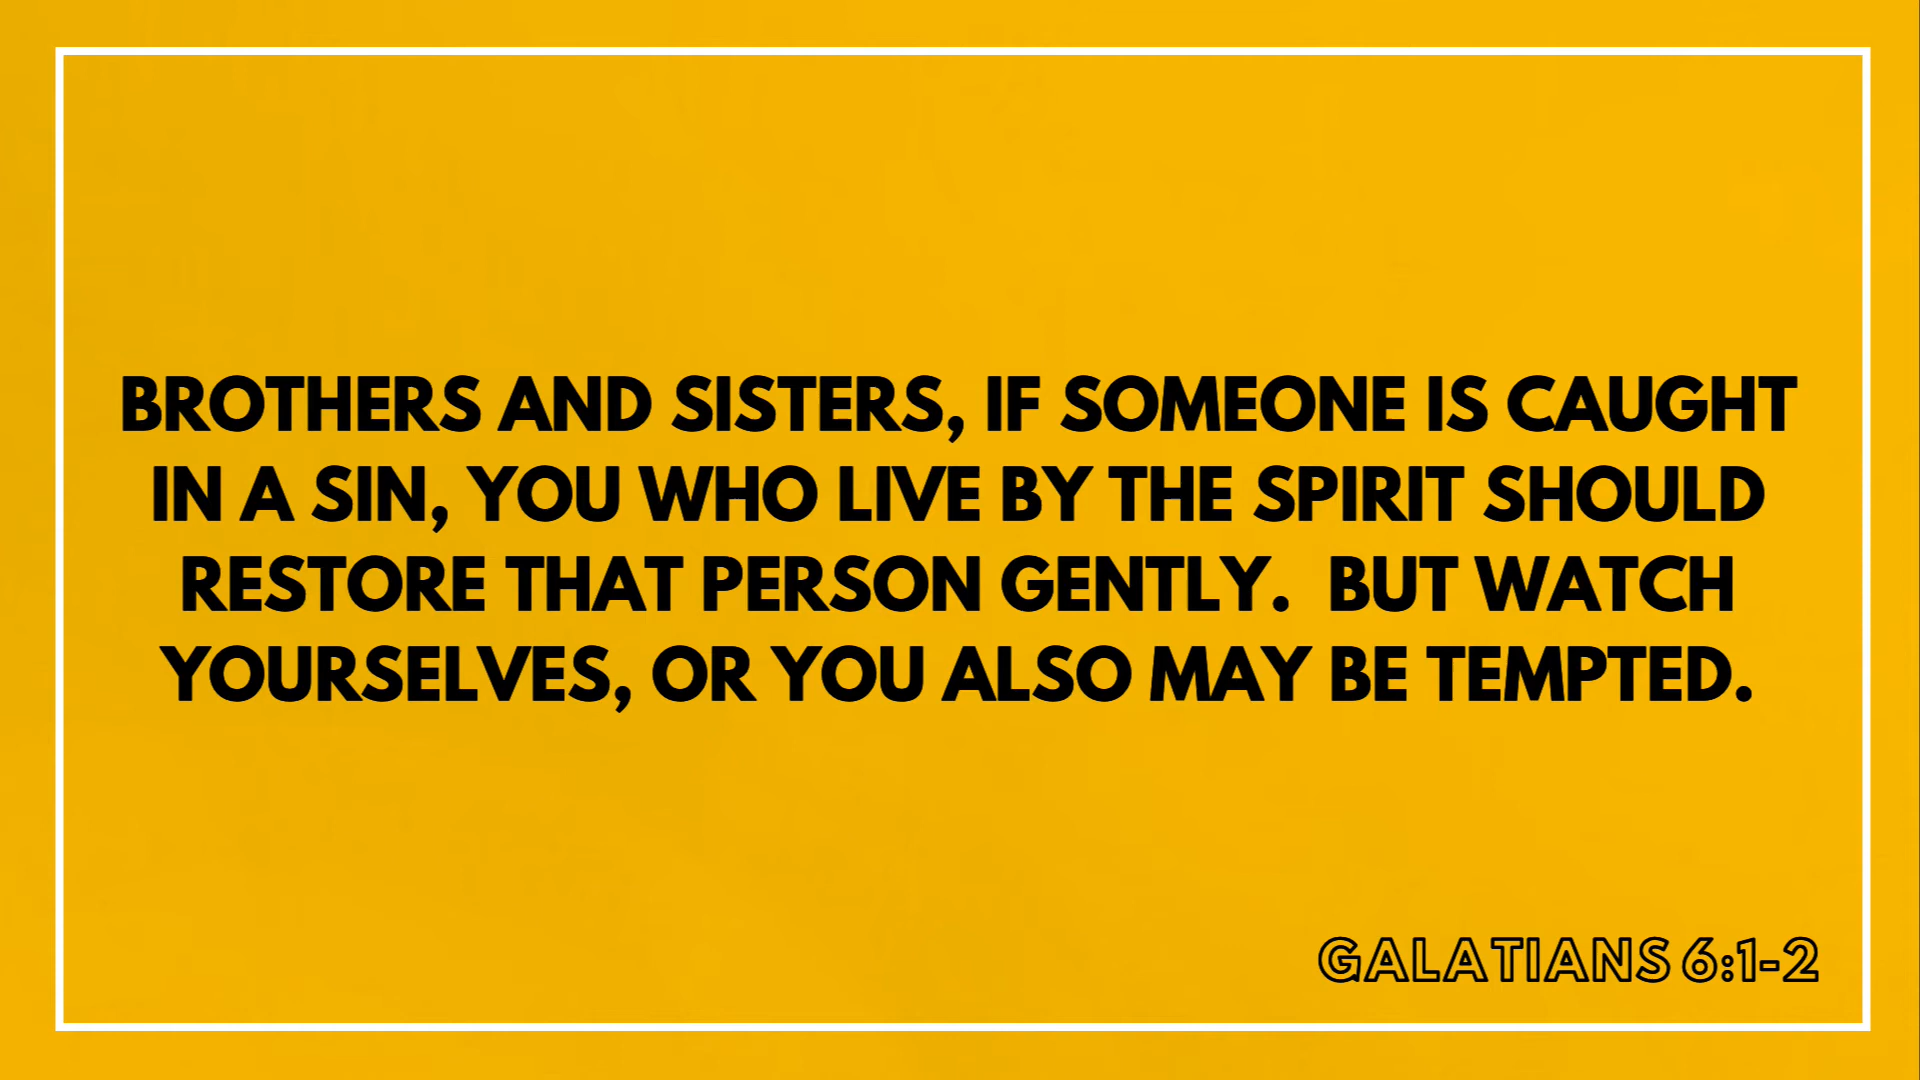 BROTHERS AND SISTERS, IF SOMEONE IS CAUGHT
IN A SIN, YOU WHO LIVE BY THE SPIRIT SHOULD
RESTORE THAT PERSON GENTLY.  BUT WATCH
YOURSELVES, OR YOU ALSO MAY BE TEMPTED.
GALATIANS 6:1-2